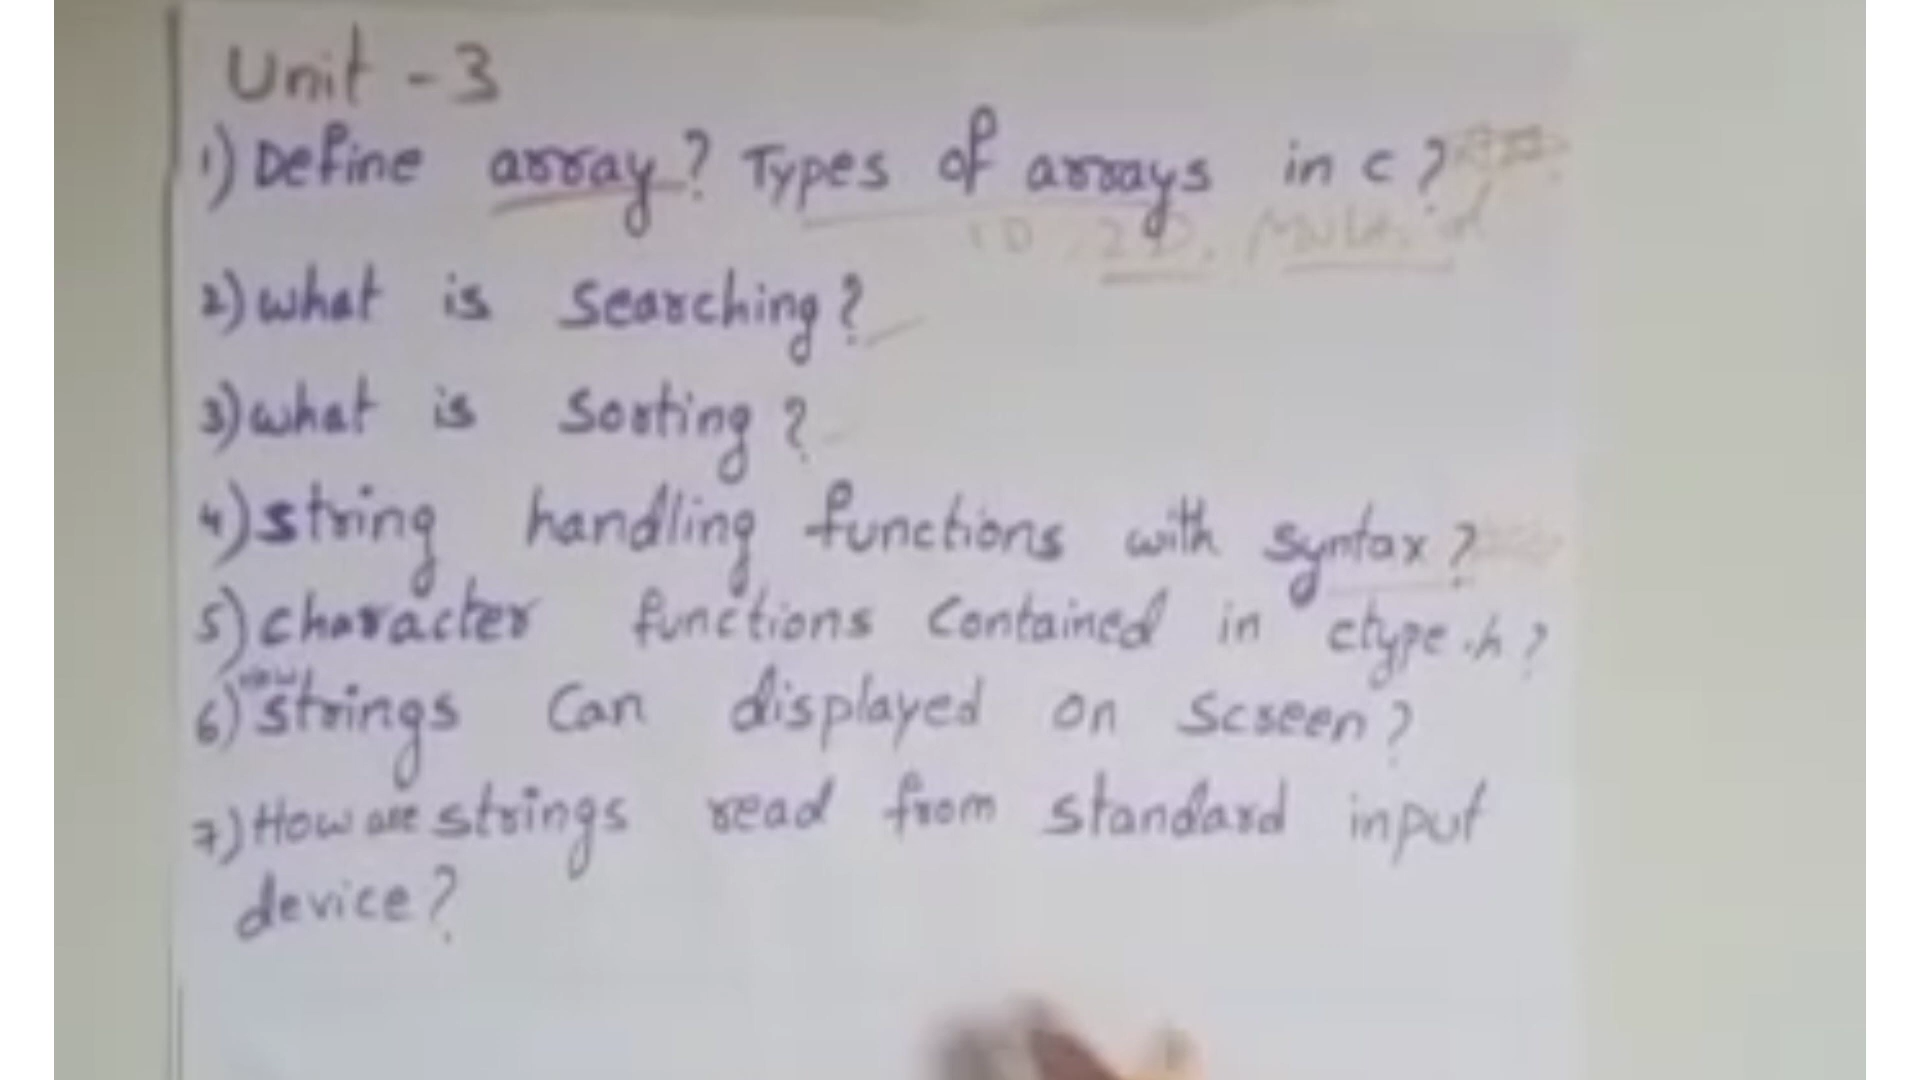 Unit - 3
1) Define array? Types of arrays in c?
1D, 2D, Multi. d
2) what is searching?
3) what is sorting?
4) string handling functions with syntax?
5) character functions contained in ctype.h?
6) How strings can displayed on screen?
7) How are strings read from standard input
device?